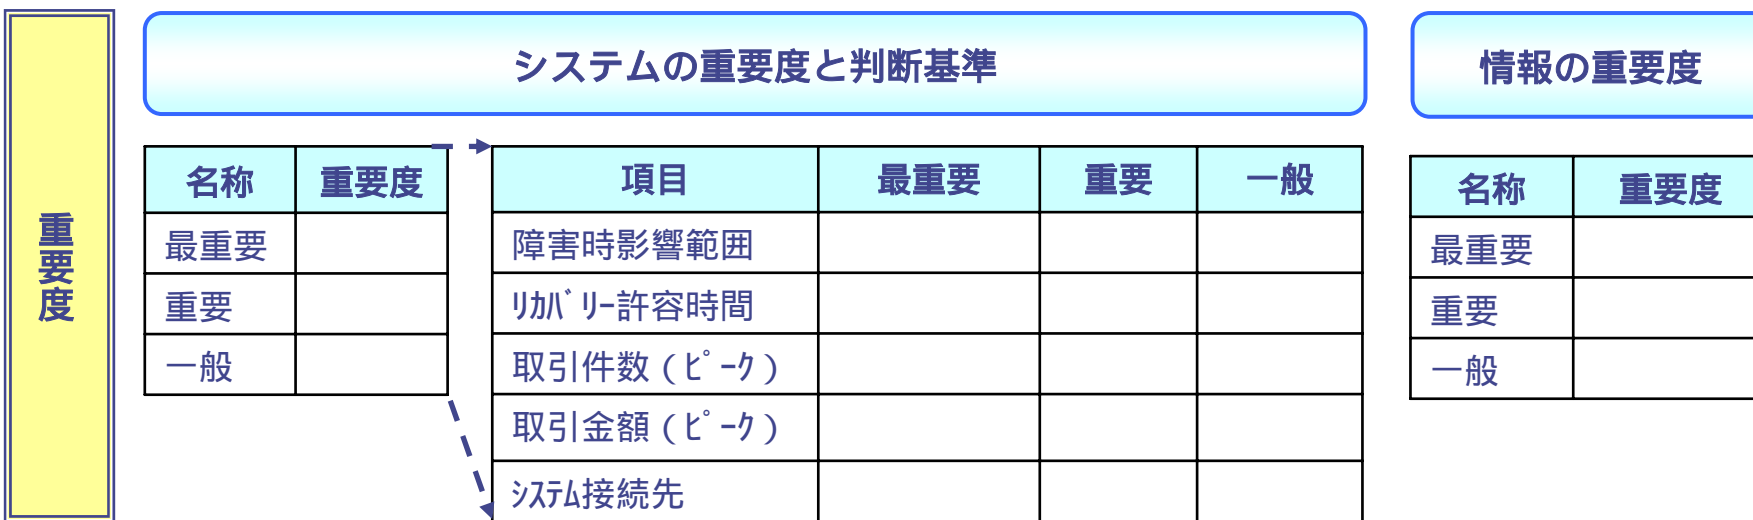 重要度
システムの重要度と判断基準
情報の重要度
名称 重要度
最重要
重要
一般
項目 最重要 重要 一般
障害時影響範囲
ﾘｶﾊﾞﾘｰ許容時間
取引件数（ﾋﾟｰｸ）
取引金額（ﾋﾟｰｸ）
ｼｽﾃﾑ接続先
名称 重要度
最重要
重要
一般